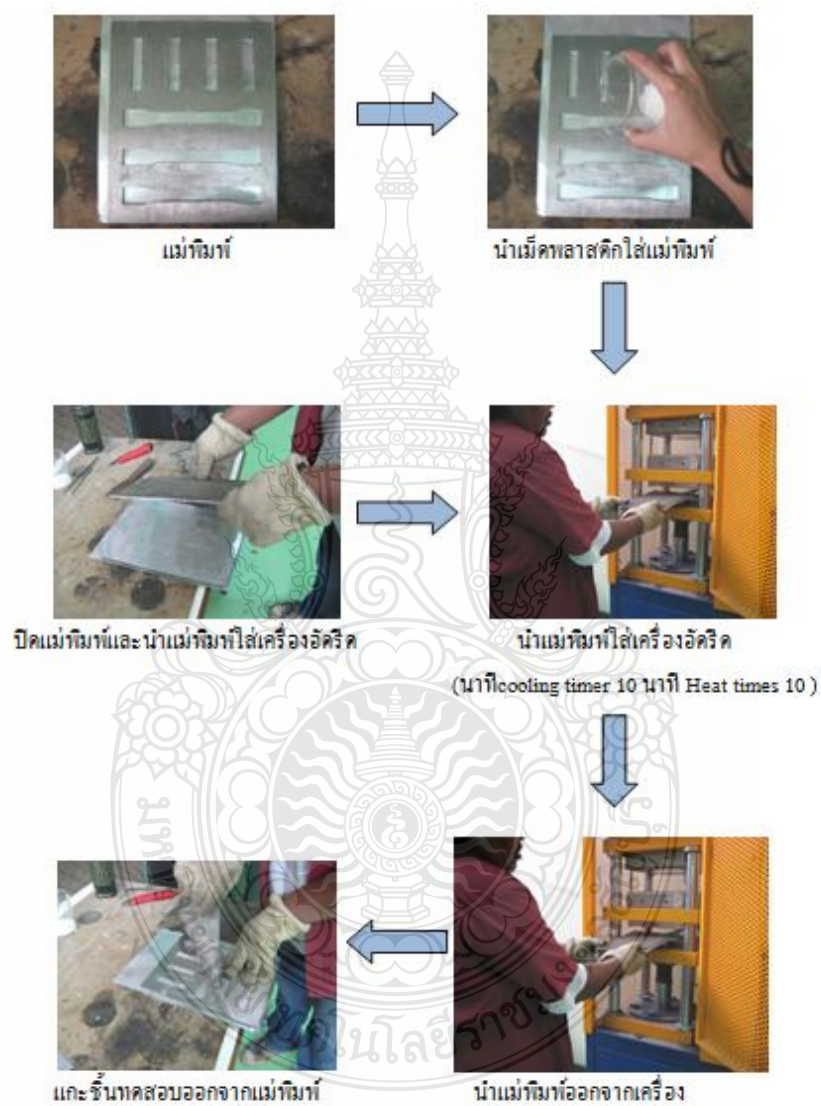 แม่พิมพ์
นำเม็ดพลาสติกใส่แม่พิมพ์
ปิดแม่พิมพ์และนำแม่พิมพ์ใส่เครื่องอัดรีด
นำแม่พิมพ์ใส่เครื่องอัดรีด
(นาทีcooling timer 10 นาที Heat times 10 )
แกะชิ้นทดสอบออกจากแม่พิมพ์
นำแม่พิมพ์ออกจากเครื่อง